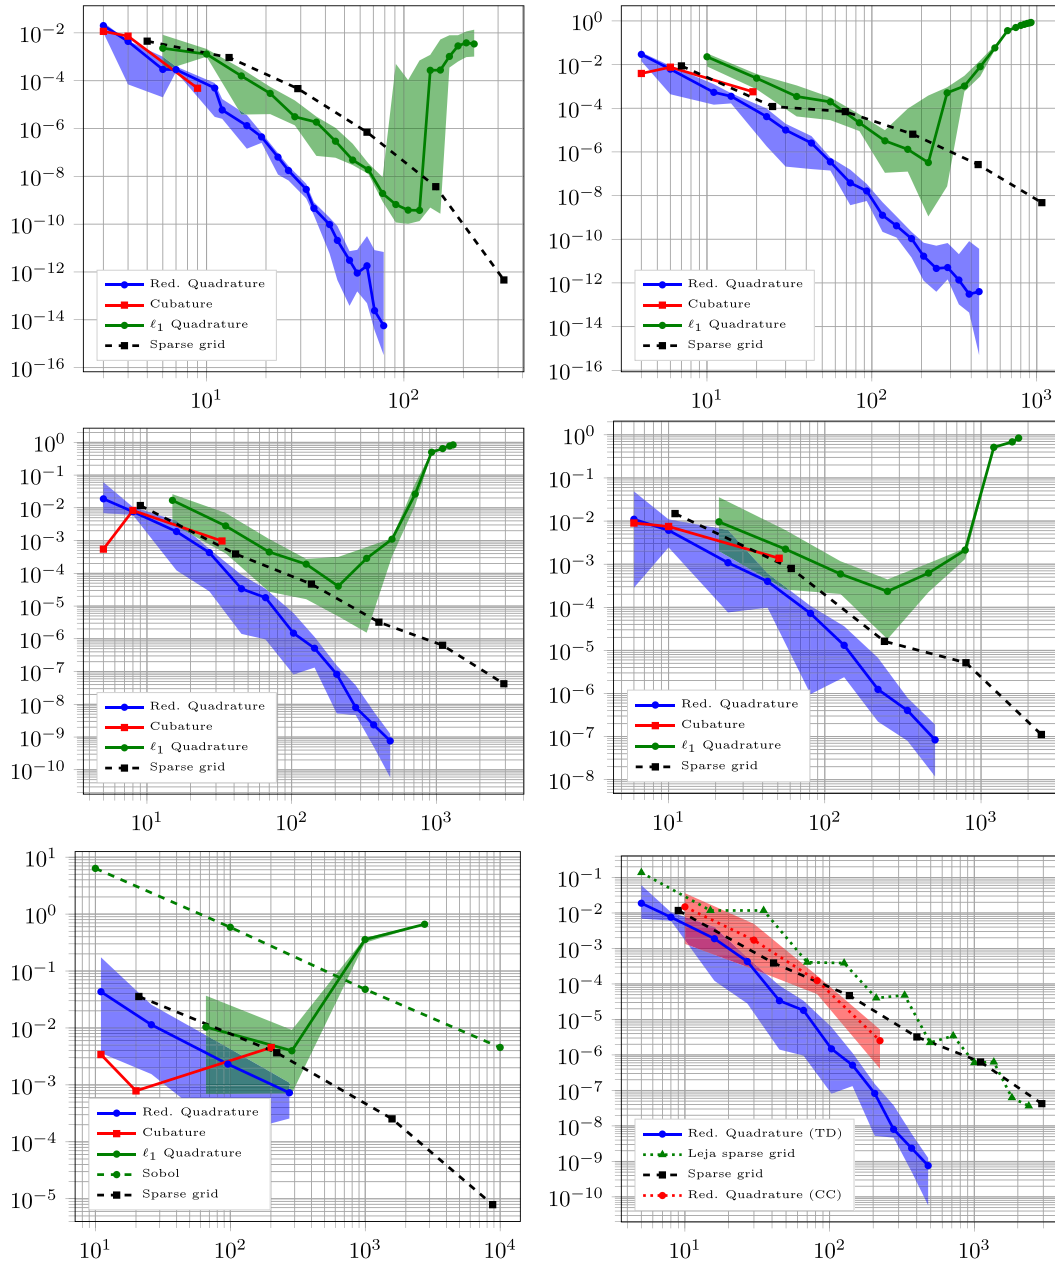 10^{-2}
10^{-4}
10^{-6}
10^{-8}
10^{-10}
10^{-12}
10^{-14}
10^{-16}
Red. Quadrature
Cubature
ℓ_1 Quadrature
Sparse grid
10^1
10^2
10^0
10^{-2}
10^{-4}
10^{-6}
10^{-8}
10^{-10}
10^{-12}
10^{-14}
10^{-16}
Red. Quadrature
Cubature
ℓ_1 Quadrature
Sparse grid
10^1
10^2
10^3
10^0
10^{-1}
10^{-2}
10^{-3}
10^{-4}
10^{-5}
10^{-6}
10^{-7}
10^{-8}
10^{-9}
10^{-10}
Red. Quadrature
Cubature
ℓ_1 Quadrature
Sparse grid
10^1
10^2
10^3
10^0
10^{-1}
10^{-2}
10^{-3}
10^{-4}
10^{-5}
10^{-6}
10^{-7}
10^{-8}
Red. Quadrature
Cubature
ℓ_1 Quadrature
Sparse grid
10^1
10^2
10^3
10^1
10^0
10^{-1}
10^{-2}
10^{-3}
10^{-4}
10^{-5}
Red. Quadrature
Cubature
ℓ_1 Quadrature
Sobol
Sparse grid
10^1
10^2
10^3
10^4
10^{-1}
10^{-2}
10^{-3}
10^{-4}
10^{-5}
10^{-6}
10^{-7}
10^{-8}
10^{-9}
10^{-10}
Red. Quadrature (TD)
Leja sparse grid
Sparse grid
Red. Quadrature (CC)
10^1
10^2
10^3